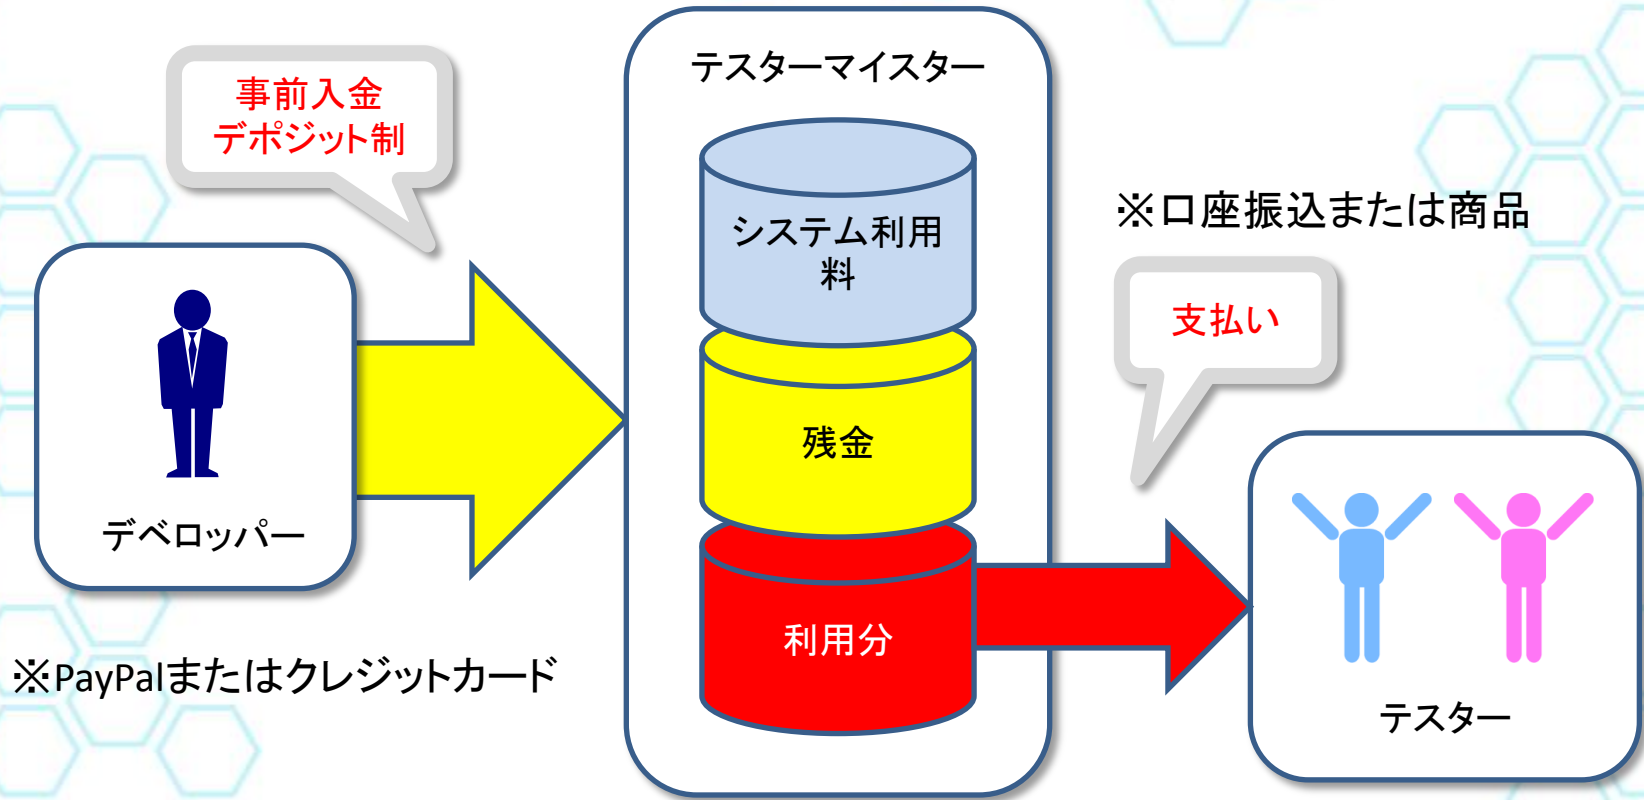 事前入金
デポジット制
テスターマイスター
システム利用
料
残金
利用分
※口座振込または商品
支払い
デベロッパー
※PayPalまたはクレジットカード
テスター